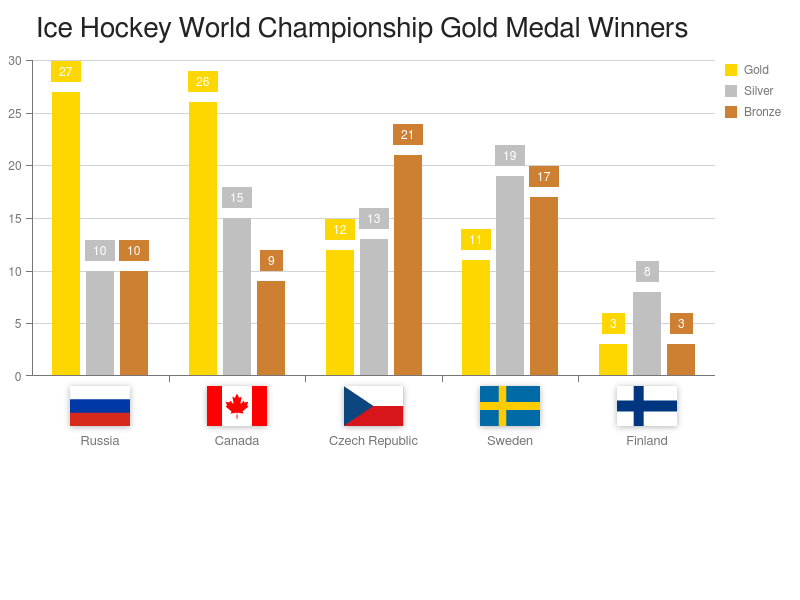 Ice Hockey World Championship Gold Medal Winners
30
25
20
15
10
5
0
27
10
10
26
15
9
12
13
21
11
19
17
3
8
3
Russia
Canada
Czech Republic
Sweden
Finland
Gold
Silver
Bronze